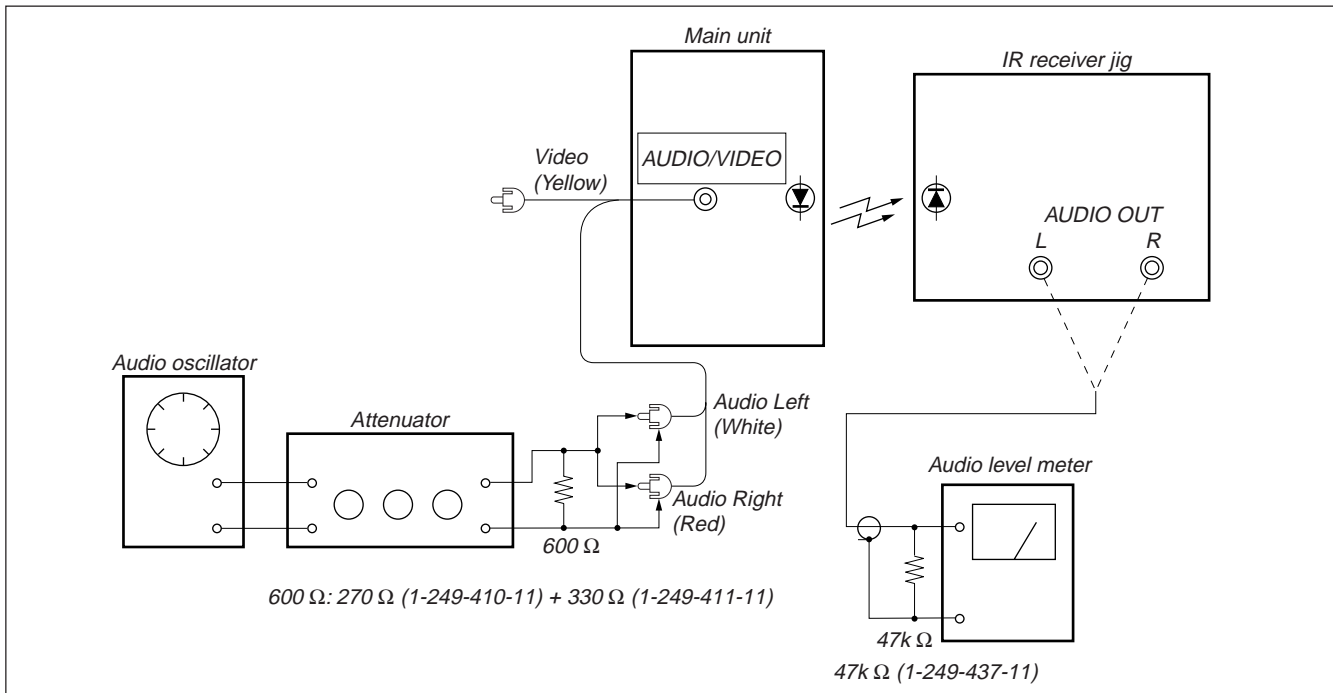 Main unit
IR receiver jig
Video
(Yellow)
AUDIO/VIDEO
AUDIO OUT
L
R
Audio oscillator
Attenuator
Audio Left
(White)
Audio Right
(Red)
600 Ω
600 Ω: 270 Ω (1-249-410-11) + 330 Ω (1-249-411-11)
Audio level meter
47k Ω
47k Ω (1-249-437-11)